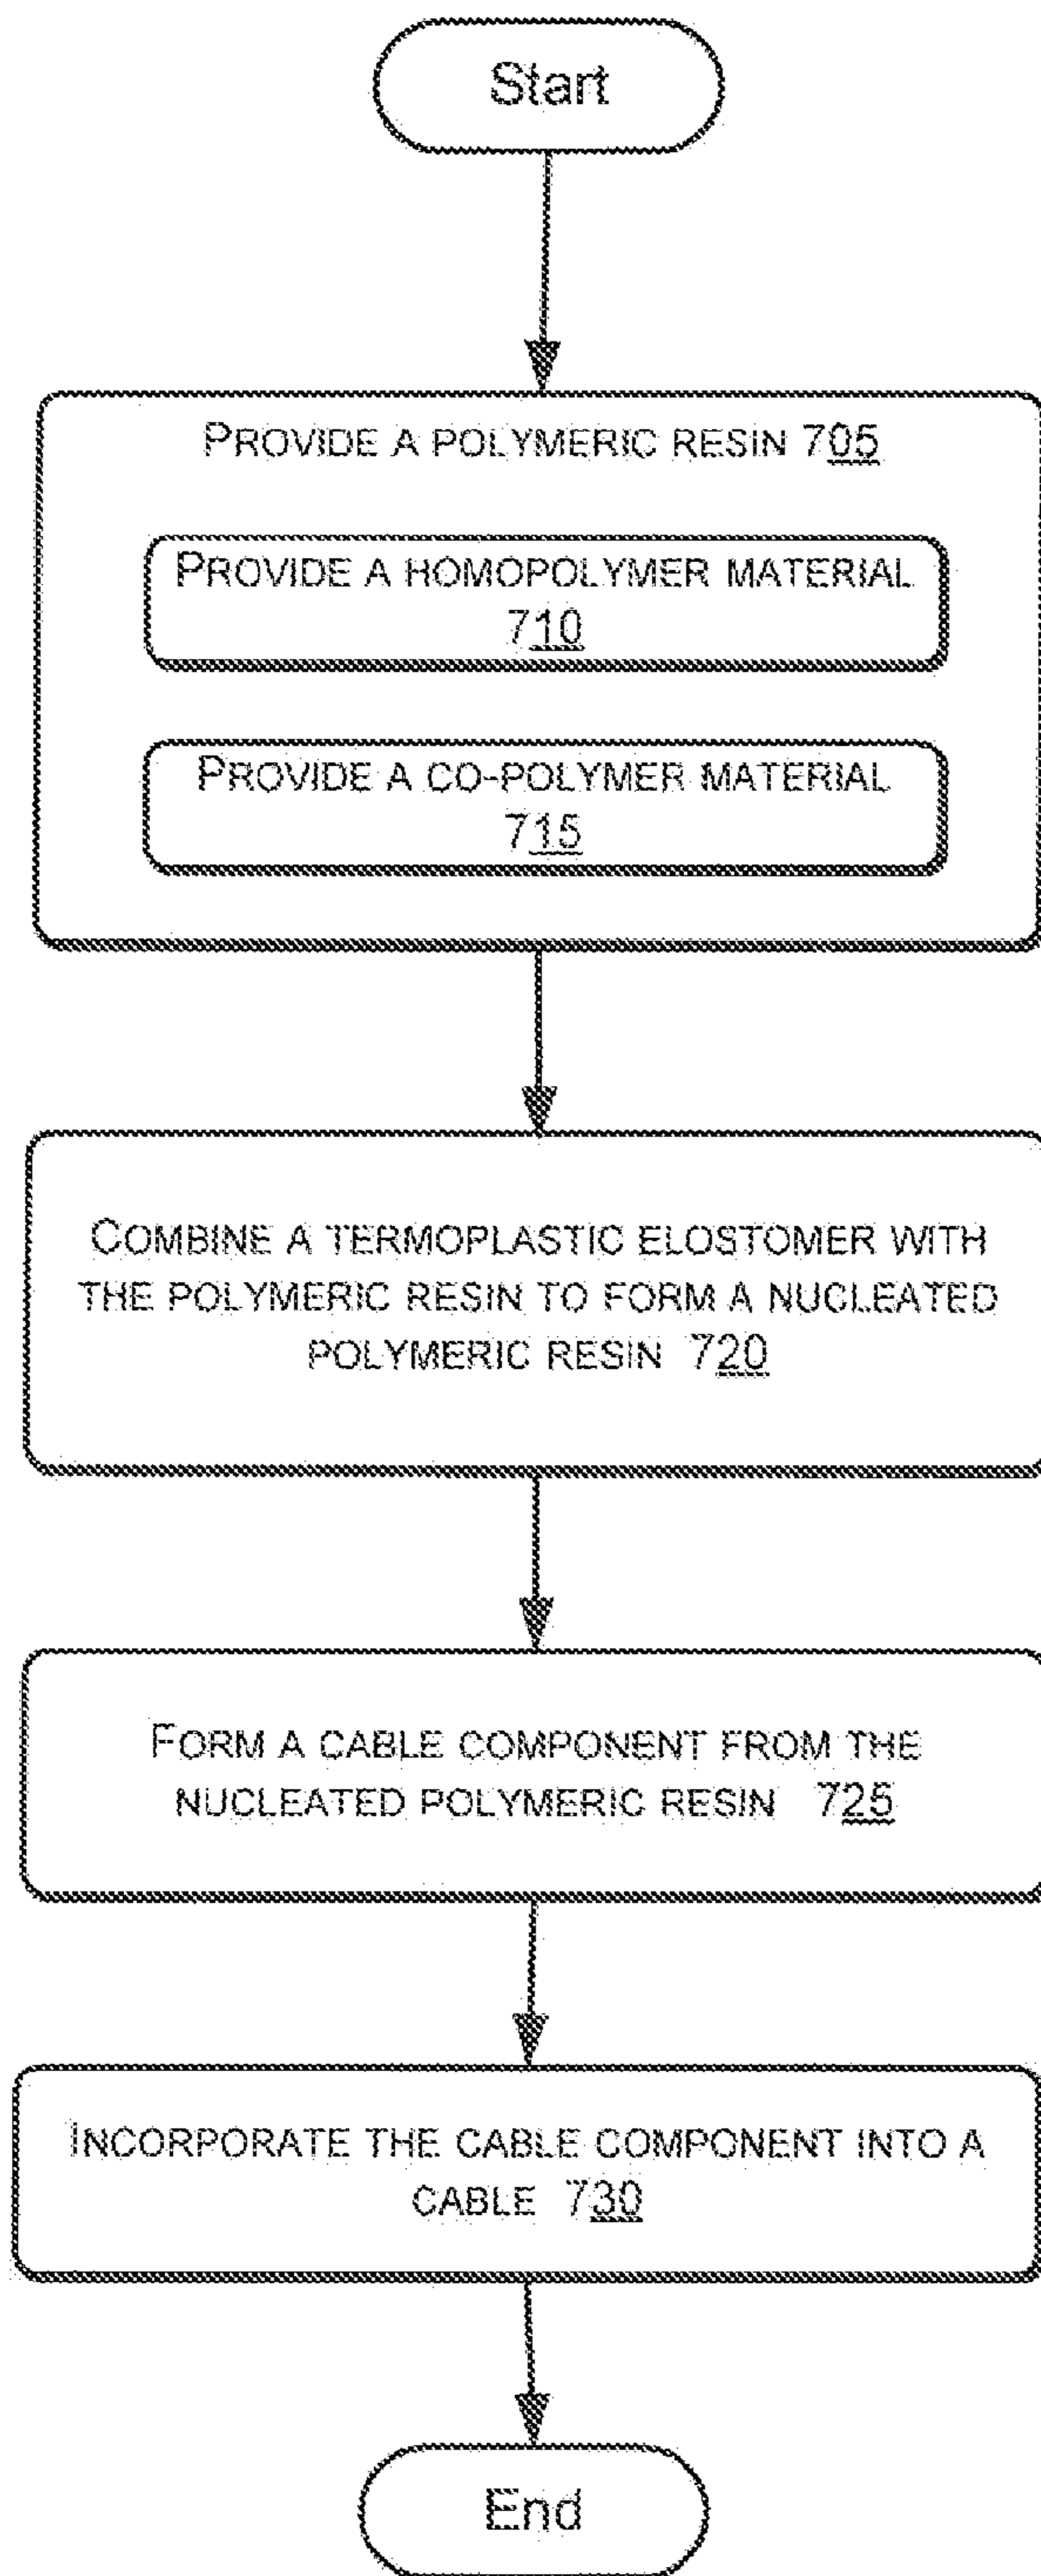 Start
PROVIDE A POLYMERIC RESIN 705
PROVIDE A HOMOPOLYMER MATERIAL
710
PROVIDE A CO-POLYMER MATERIAL
715
COMBINE A TERMOPLASTIC ELOSTOMER WITH
THE POLYMERIC RESIN TO FORM A NUCLEATED
POLYMERIC RESIN 720
FORM A CABLE COMPONENT FROM THE
NUCLEATED POLYMERIC RESIN 725
INCORPORATE THE CABLE COMPONENT INTO A
CABLE 730
End